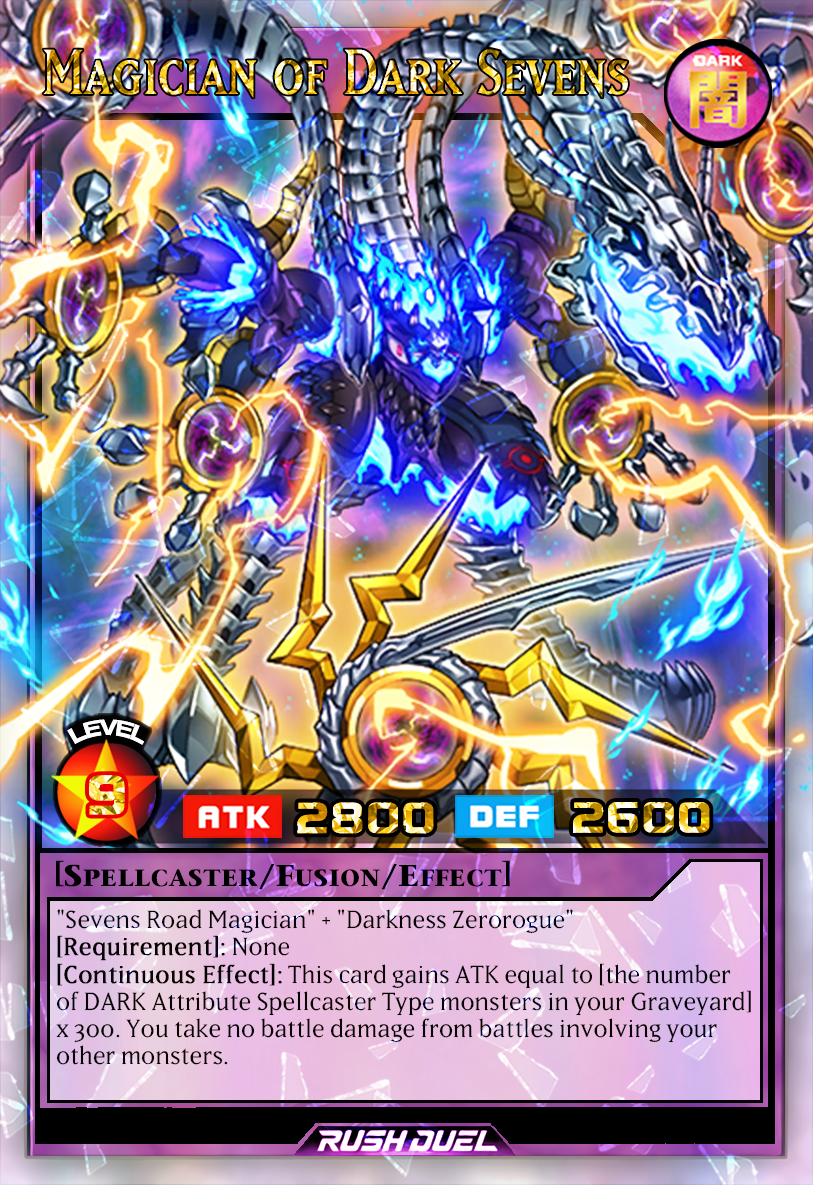 Magician of Dark Sevens
DARK
闇
LEVEL
9
ATK 2800 DEF 2600
[Spellcaster/Fusion/Effect]
"Sevens Road Magician" + "Darkness Zerorogue"
[Requirement]: None
[Continuous Effect]: This card gains ATK equal to [the number
of DARK Attribute Spellcaster Type monsters in your Graveyard]
x 300. You take no battle damage from battles involving your
other monsters.
RUSH DUEL